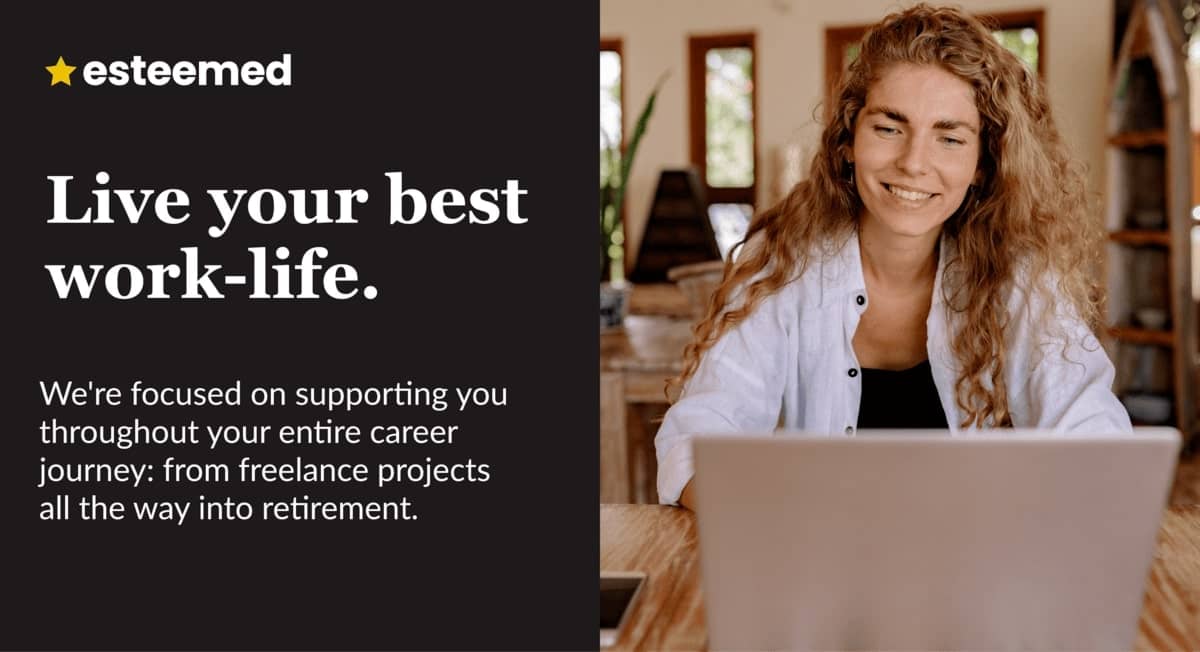 esteemed
Live your best
work-life.
We're focused on supporting you
throughout your entire career
journey: from freelance projects
all the way into retirement.